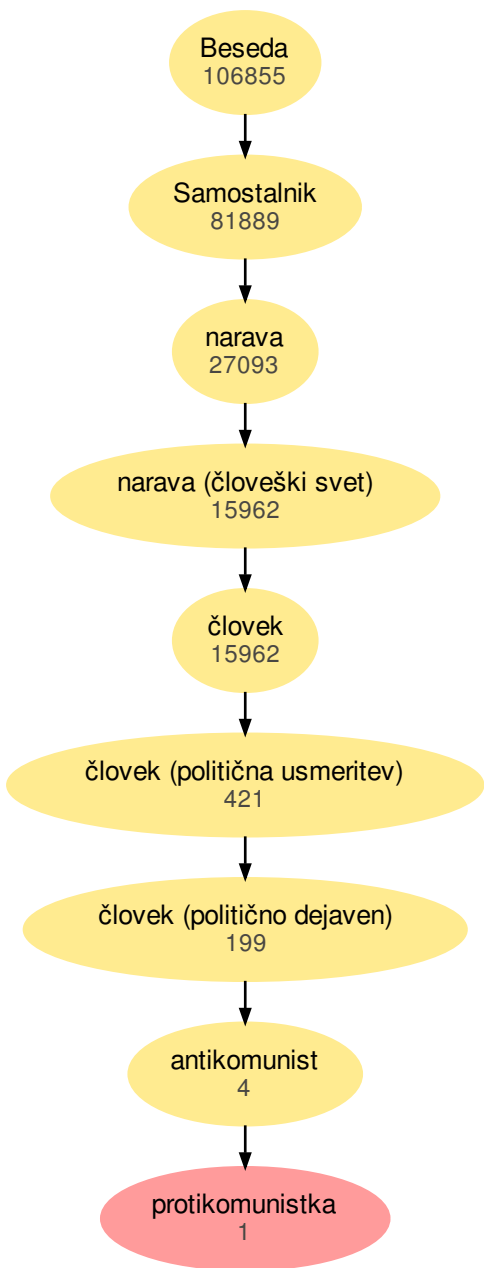 Beseda
106855
Samostalnik
81889
narava
27093
narava (človeški svet)
15962
človek
15962
človek (politična usmeritev)
421
človek (politično dejaven)
199
antikomunist
4
protikomunistka
1